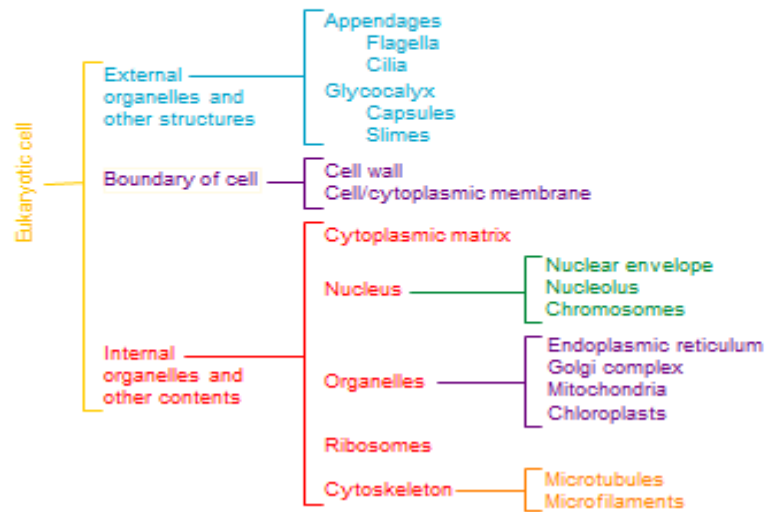 Eukaryotic cell
External
organelles and
other structures
Appendages
Flagella
Cilia
Glycocalyx
Capsules
Slimes
Boundary of cell
Cell wall
Cell/cytoplasmic membrane
Internal
organelles and
other contents
Cytoplasmic matrix
Nucleus
Nuclear envelope
Nucleolus
Chromosomes
Organelles
Endoplasmic reticulum
Golgi complex
Mitochondria
Chloroplasts
Ribosomes
Cytoskeleton
Microtubules
Microfilaments